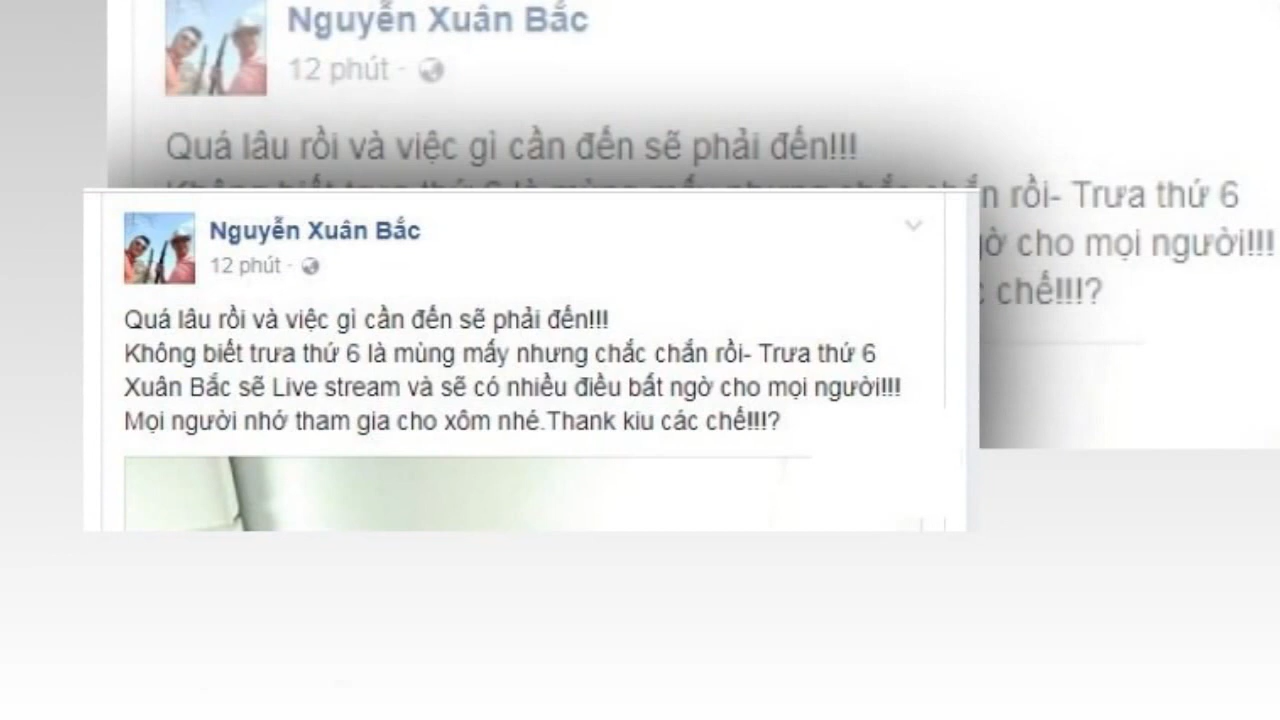 Nguyễn Xuân Bắc
12 phút ·
Quá lâu rồi và việc gì cần đến sẽ phải đến!!!
n rồi- Trưa thứ 6
gờ cho mọi người!!!
c chế!!!?
Nguyễn Xuân Bắc
12 phút ·
Quá lâu rồi và việc gì cần đến sẽ phải đến!!!
Không biết trưa thứ 6 là mùng mấy nhưng chắc chắn rồi- Trưa thứ 6
Xuân Bắc sẽ Live stream và sẽ có nhiều điều bất ngờ cho mọi người!!!
Mọi người nhớ tham gia cho xôm nhé.Thank kiu các chế!!!?